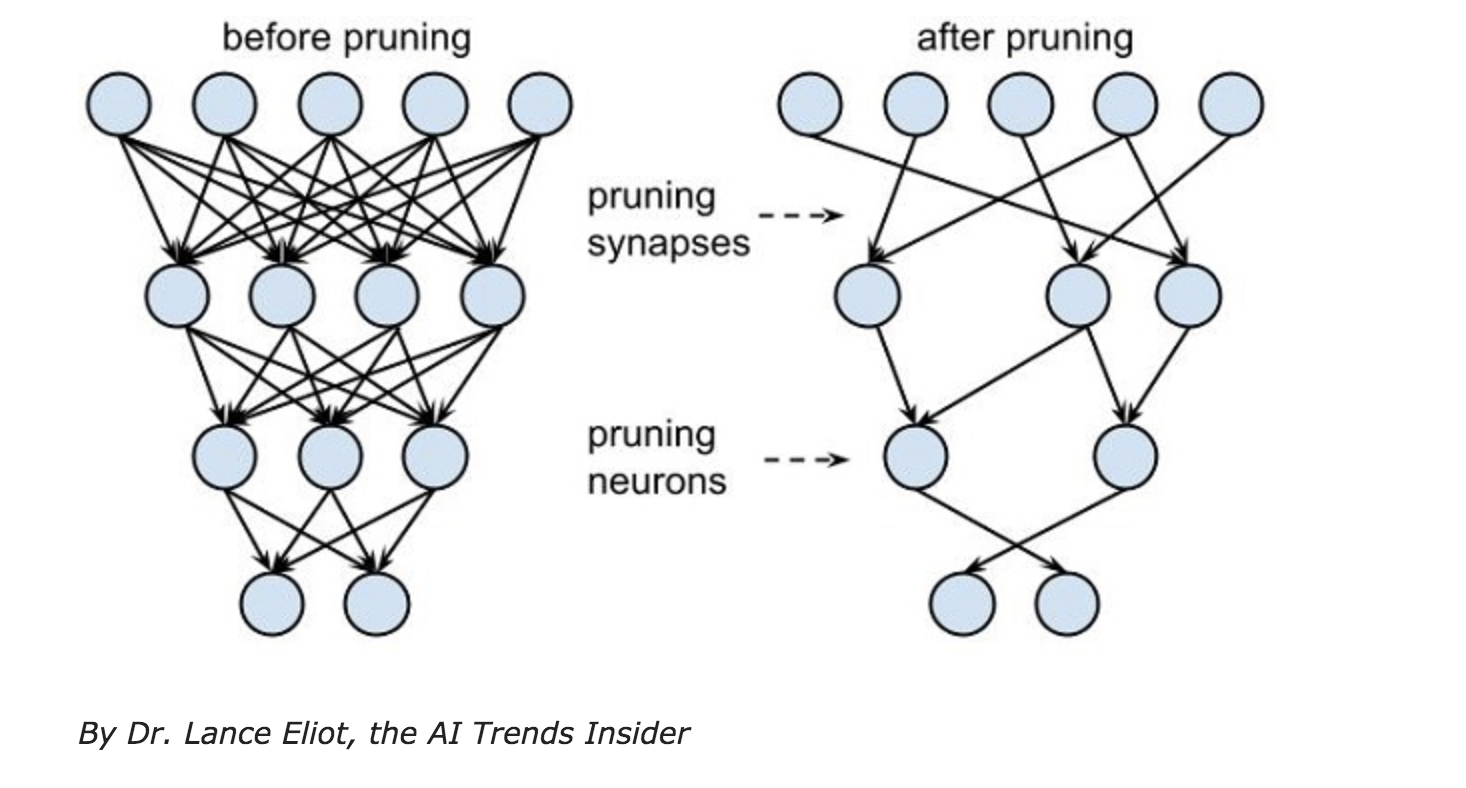 before pruning
after pruning
pruning
synapses
pruning
neurons
By Dr. Lance Eliot, the AI Trends Insider